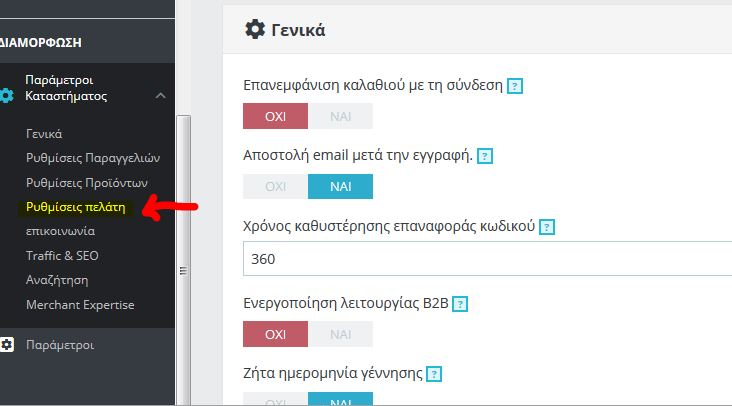 ΔΙΑΜΟΡΦΩΣΗ
Παράμετροι
Καταστήματος
Γενικά
Ρυθμίσεις Παραγγελιών
Ρυθμίσεις Προϊόντων
Ρυθμίσεις πελάτη
επικοινωνία
Traffic & SEO
Αναζήτηση
Merchant Expertise
Παράμετροι
Γενικά
Επανεμφάνιση καλαθιού με τη σύνδεση ?
ΟΧΙ ΝΑΙ
Αποστολή email μετά την εγγραφή. ?
ΟΧΙ ΝΑΙ
Χρόνος καθυστέρησης επαναφοράς κωδικού ?
360
Ενεργοποίηση λειτουργίας B2B ?
ΟΧΙ ΝΑΙ
Ζήτα ημερομηνία γέννησης ?
ΟΧΙ ΝΑΙ